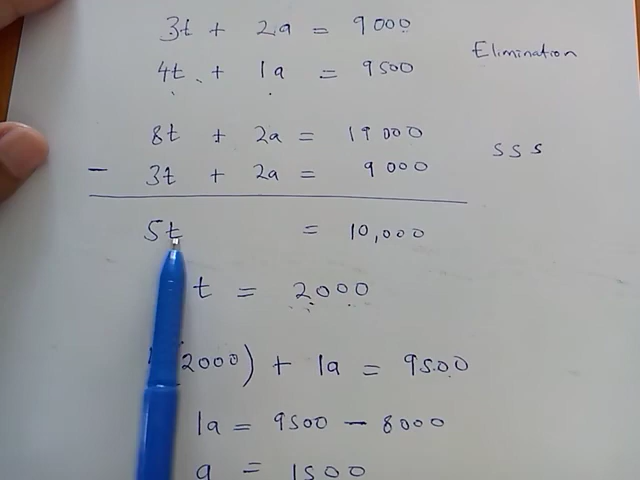 3t + 2a = 9000
4t + 1a = 9500
Elimination
8t + 2a = 19000
- 3t + 2a = 9000
SSS
5t = 10,000
t = 2000
2000) + 1a = 9500
1a = 9500 - 8000
a = 1500